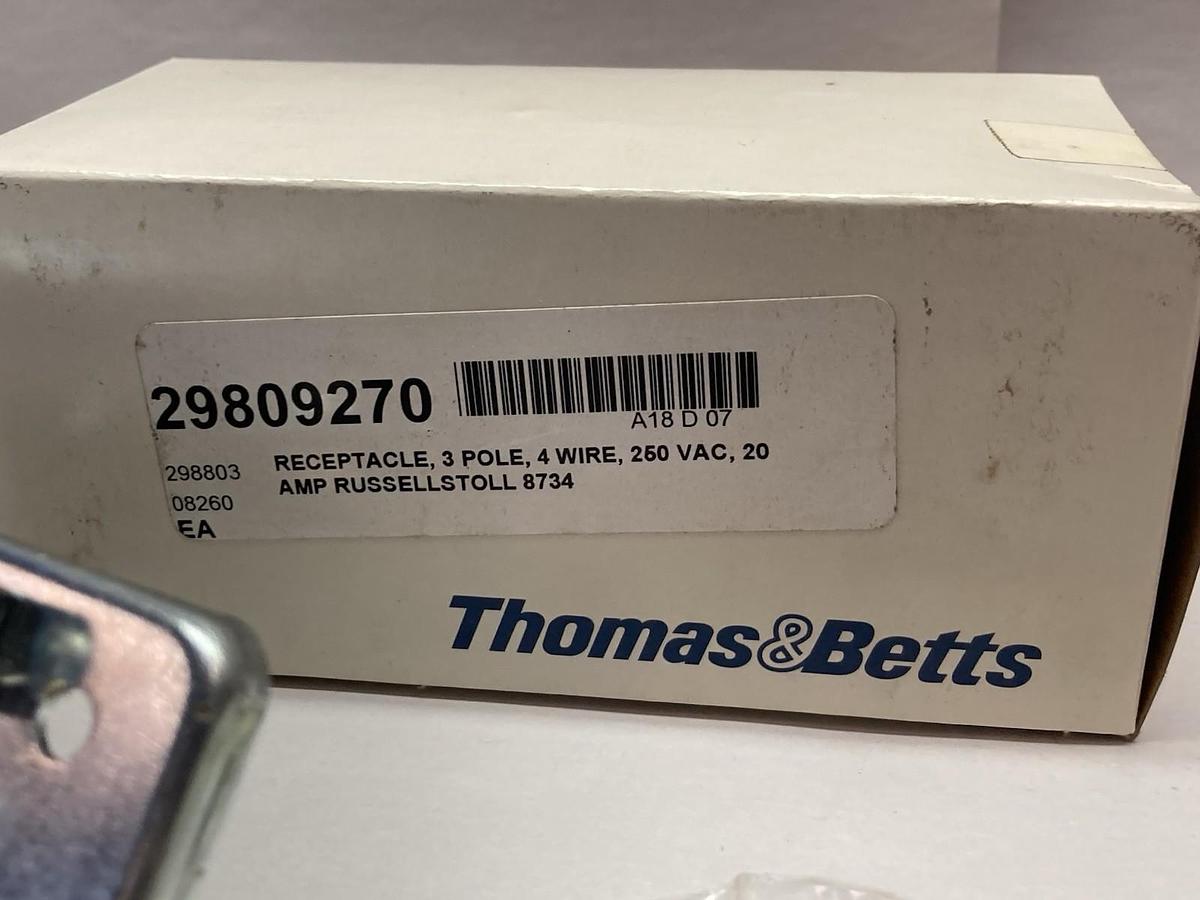 29809270
A18 D 07
298803
RECEPTACLE, 3 POLE, 4 WIRE, 250 VAC, 20
08260
AMP RUSSELLSTOLL 8734
EA
Thomas&Betts